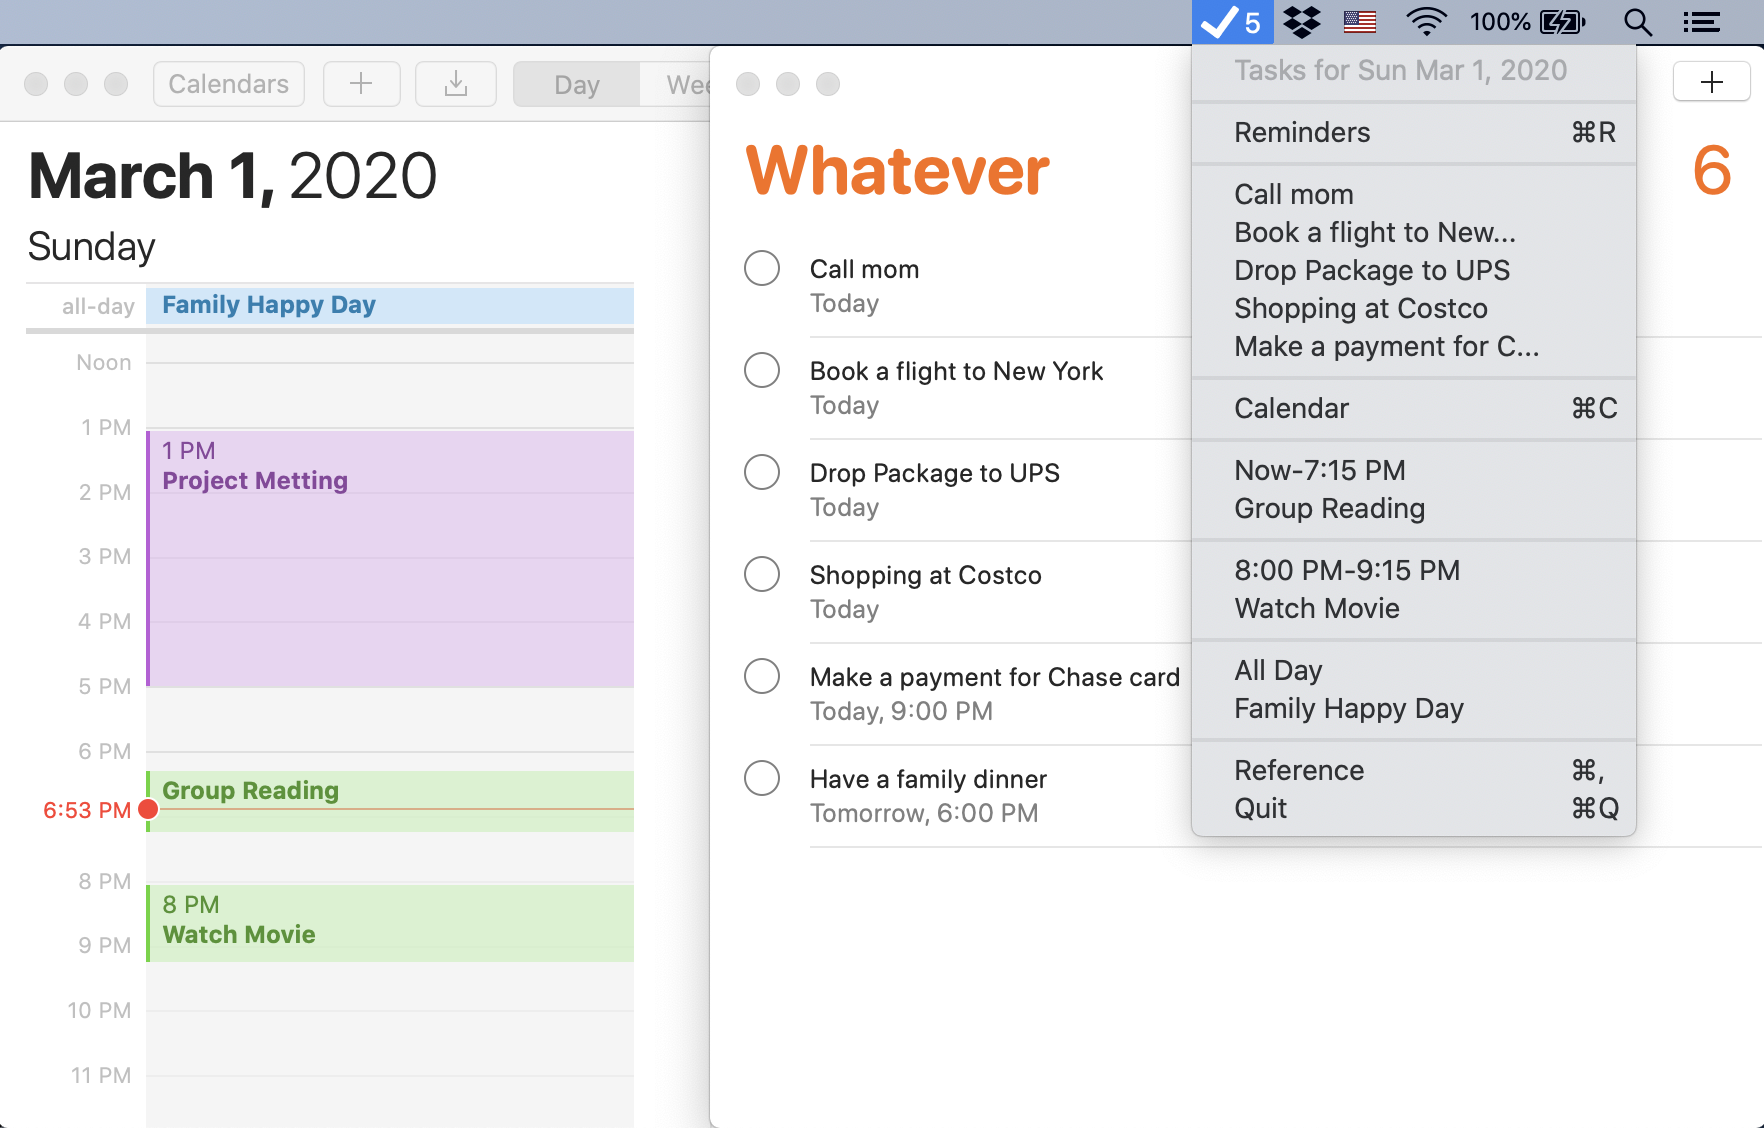 5
100%
Calendars
Day
Wee
March 1, 2020
Sunday
all-day
Family Happy Day
Noon
1 PM
1 PM
Project Metting
2 PM
3 PM
4 PM
5 PM
6 PM
Group Reading
6:53 PM
8 PM
8 PM
Watch Movie
9 PM
10 PM
11 PM
Whatever
6
Call mom
Today
Book a flight to New York
Today
Drop Package to UPS
Today
Shopping at Costco
Today
Make a payment for Chase card
Today, 9:00 PM
Have a family dinner
Tomorrow, 6:00 PM
Tasks for Sun Mar 1, 2020
Reminders ⌘R
Call mom
Book a flight to New...
Drop Package to UPS
Shopping at Costco
Make a payment for C...
Calendar ⌘C
Now-7:15 PM
Group Reading
8:00 PM-9:15 PM
Watch Movie
All Day
Family Happy Day
Reference ⌘,
Quit ⌘Q